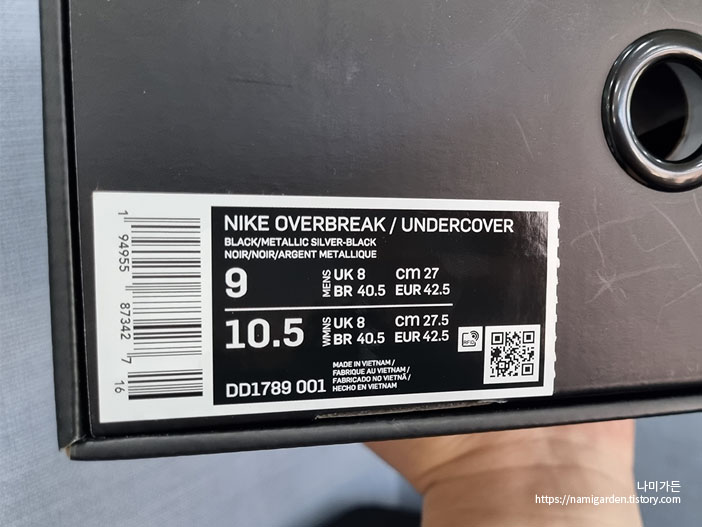 NIKE OVERBREAK / UNDERCOVER
BLACK/METALLIC SILVER-BLACK
NOIR/NOIR/ARGENT METALLIQUE
9 MENS UK 8 cm 27
BR 40.5 EUR 42.5
10.5 WMNS UK 8 cm 27.5
BR 40.5 EUR 42.5
RFID
MADE IN VIETNAM /
FABRIQUE AU VIETNAM /
FABRICADO NO VIETNÃ /
HECHO EN VIETNAM
DD1789 001
1 94955 87342 7 16
나미가든
https://namigarden.tistory.com